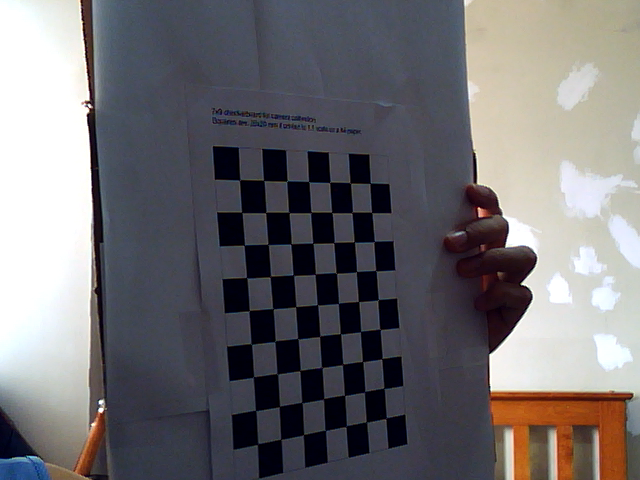 7x9 checkerboard for camera calibration
Squares are 20x20 mm if printed to 1:1 scale on a A4 paper